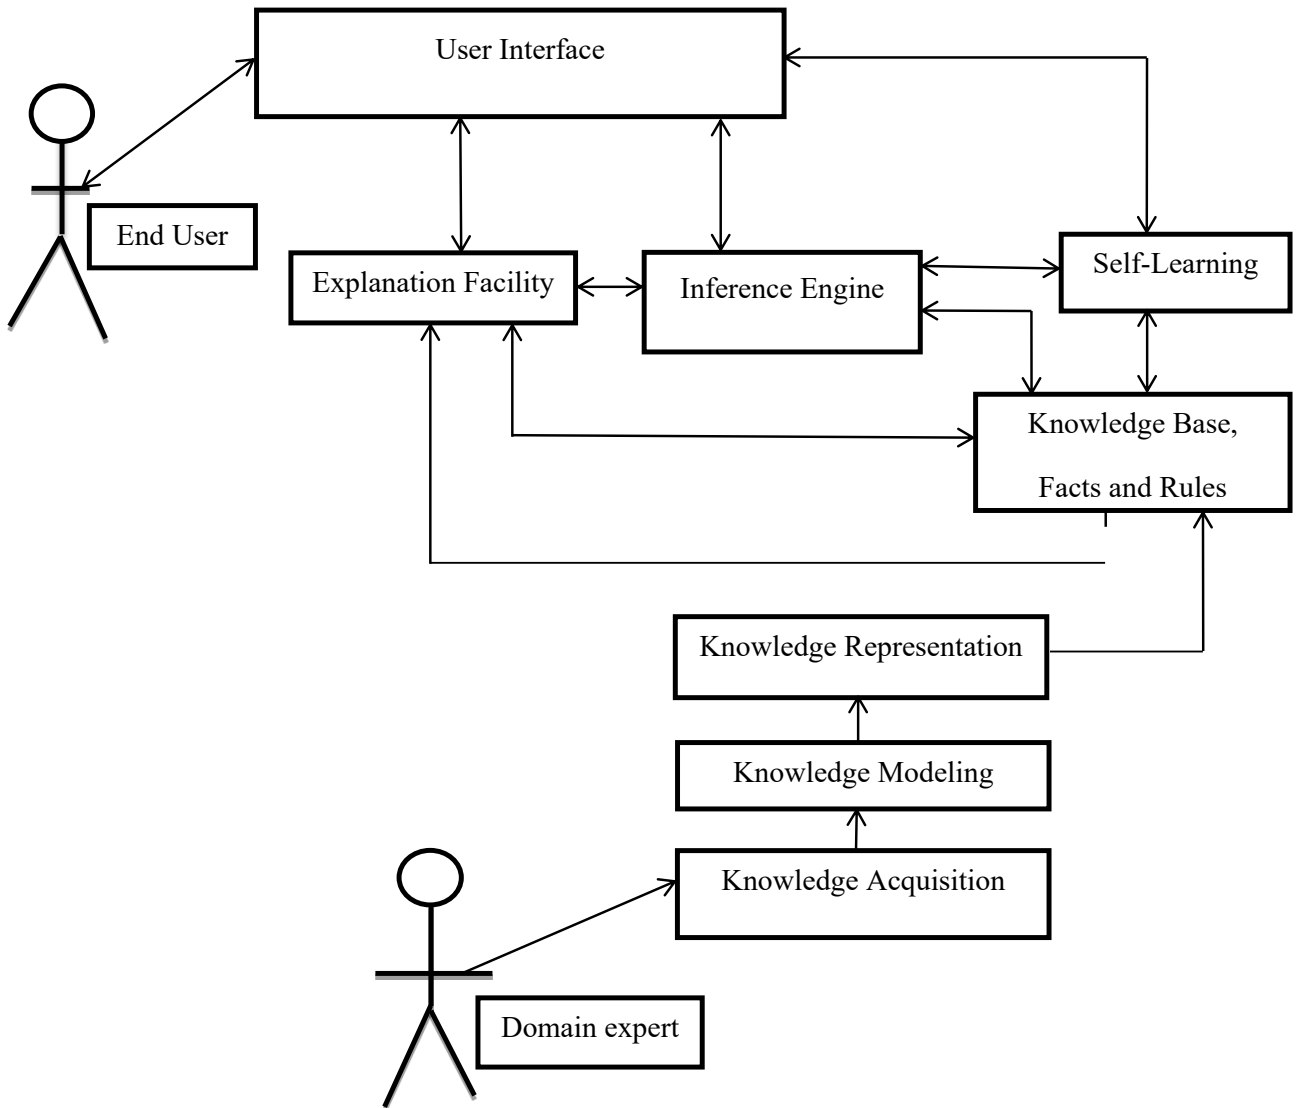 User Interface
End User
Explanation Facility
Inference Engine
Self-Learning
Knowledge Base,
Facts and Rules
Knowledge Representation
Knowledge Modeling
Knowledge Acquisition
Domain expert